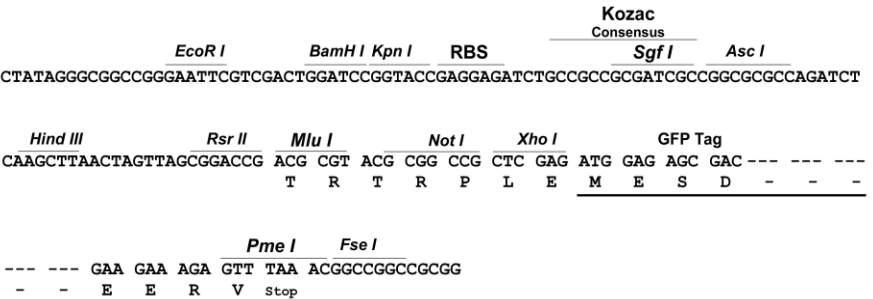 Kozac
Consensus
EcoR I BamH I Kpn I RBS Sgf I Asc I
CTATAGGGCGGCCGGGAATTCGTCGACTGGATCCGGTACCGAGGAGATCTGCCGCCGCGATCGCCGGCGCGCCAGATCT
Hind III Rsr II Mlu I Not I Xho I GFP Tag
CAAGCTTAACTAGTTAGCGGACCG ACG CGT ACG CGG CCG CTC GAG ATG GAG AGC GAC--- --- ---
T R T R P L E M E S D - - -
Pme I Fse I
--- --- GAA GAA AGA GTT TAA ACGGCCGGCCGCGG
- - E E R V Stop